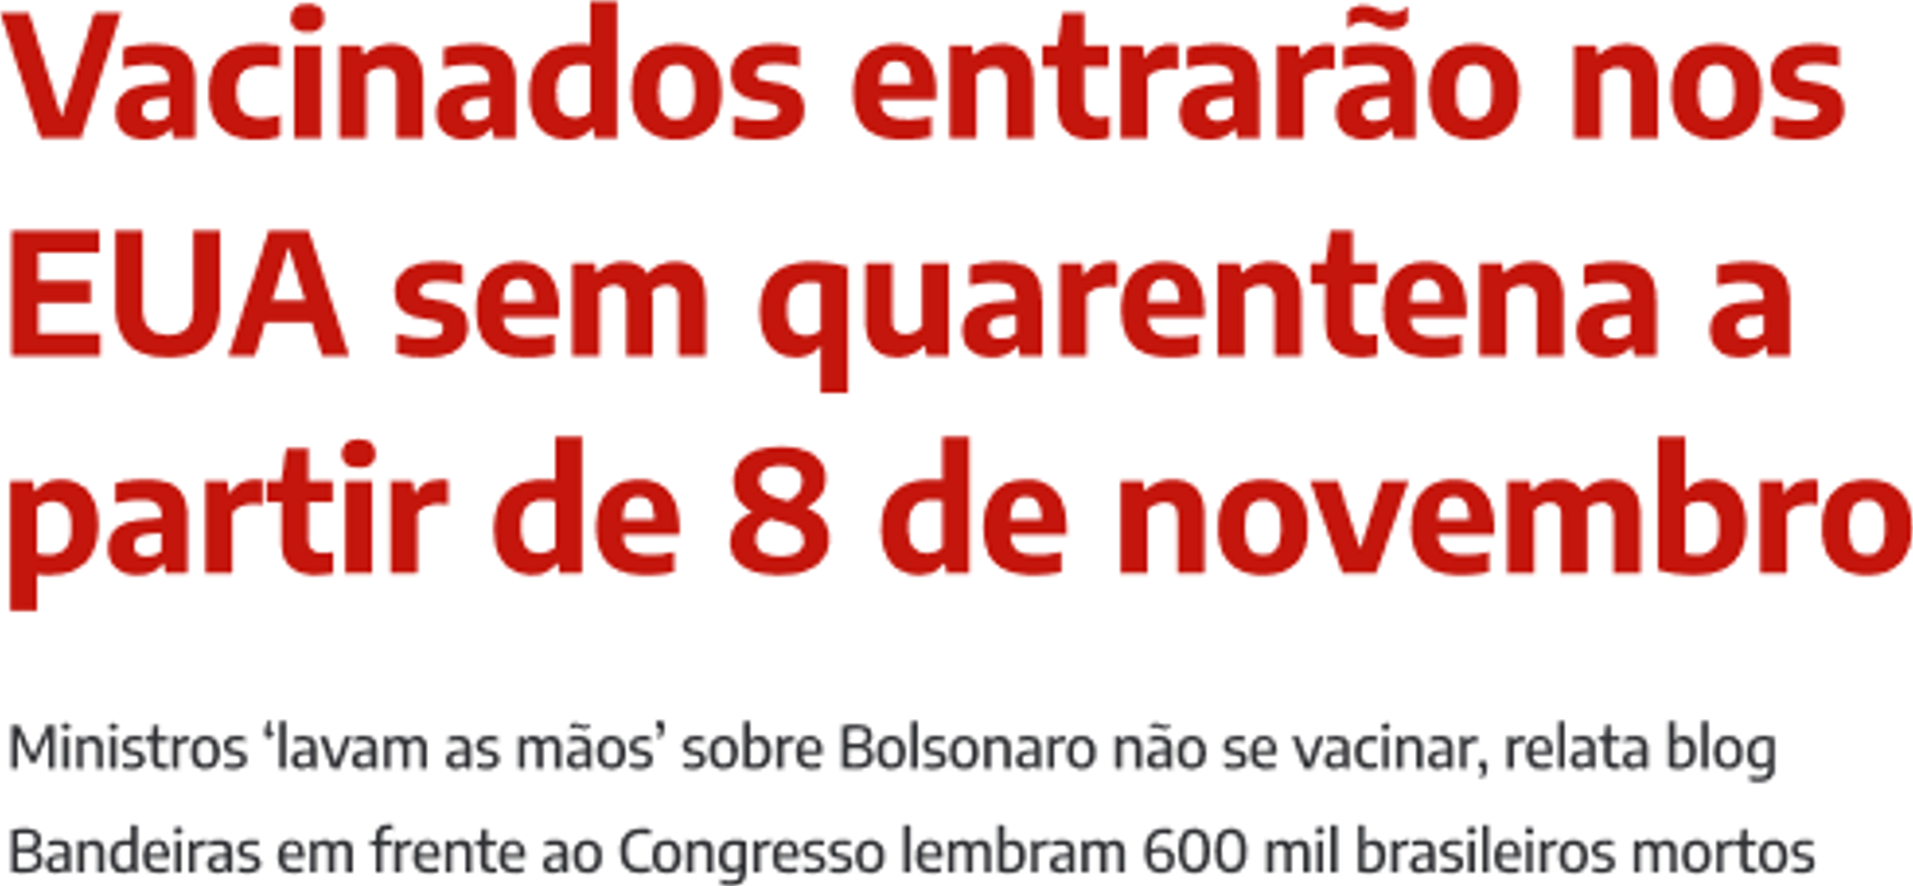 Vacinados entrarão nos
EUA sem quarentena a
partir de 8 de novembro
Ministros ‘lavam as mãos’ sobre Bolsonaro não se vacinar, relata blog
Bandeiras em frente ao Congresso lembram 600 mil brasileiros mortos